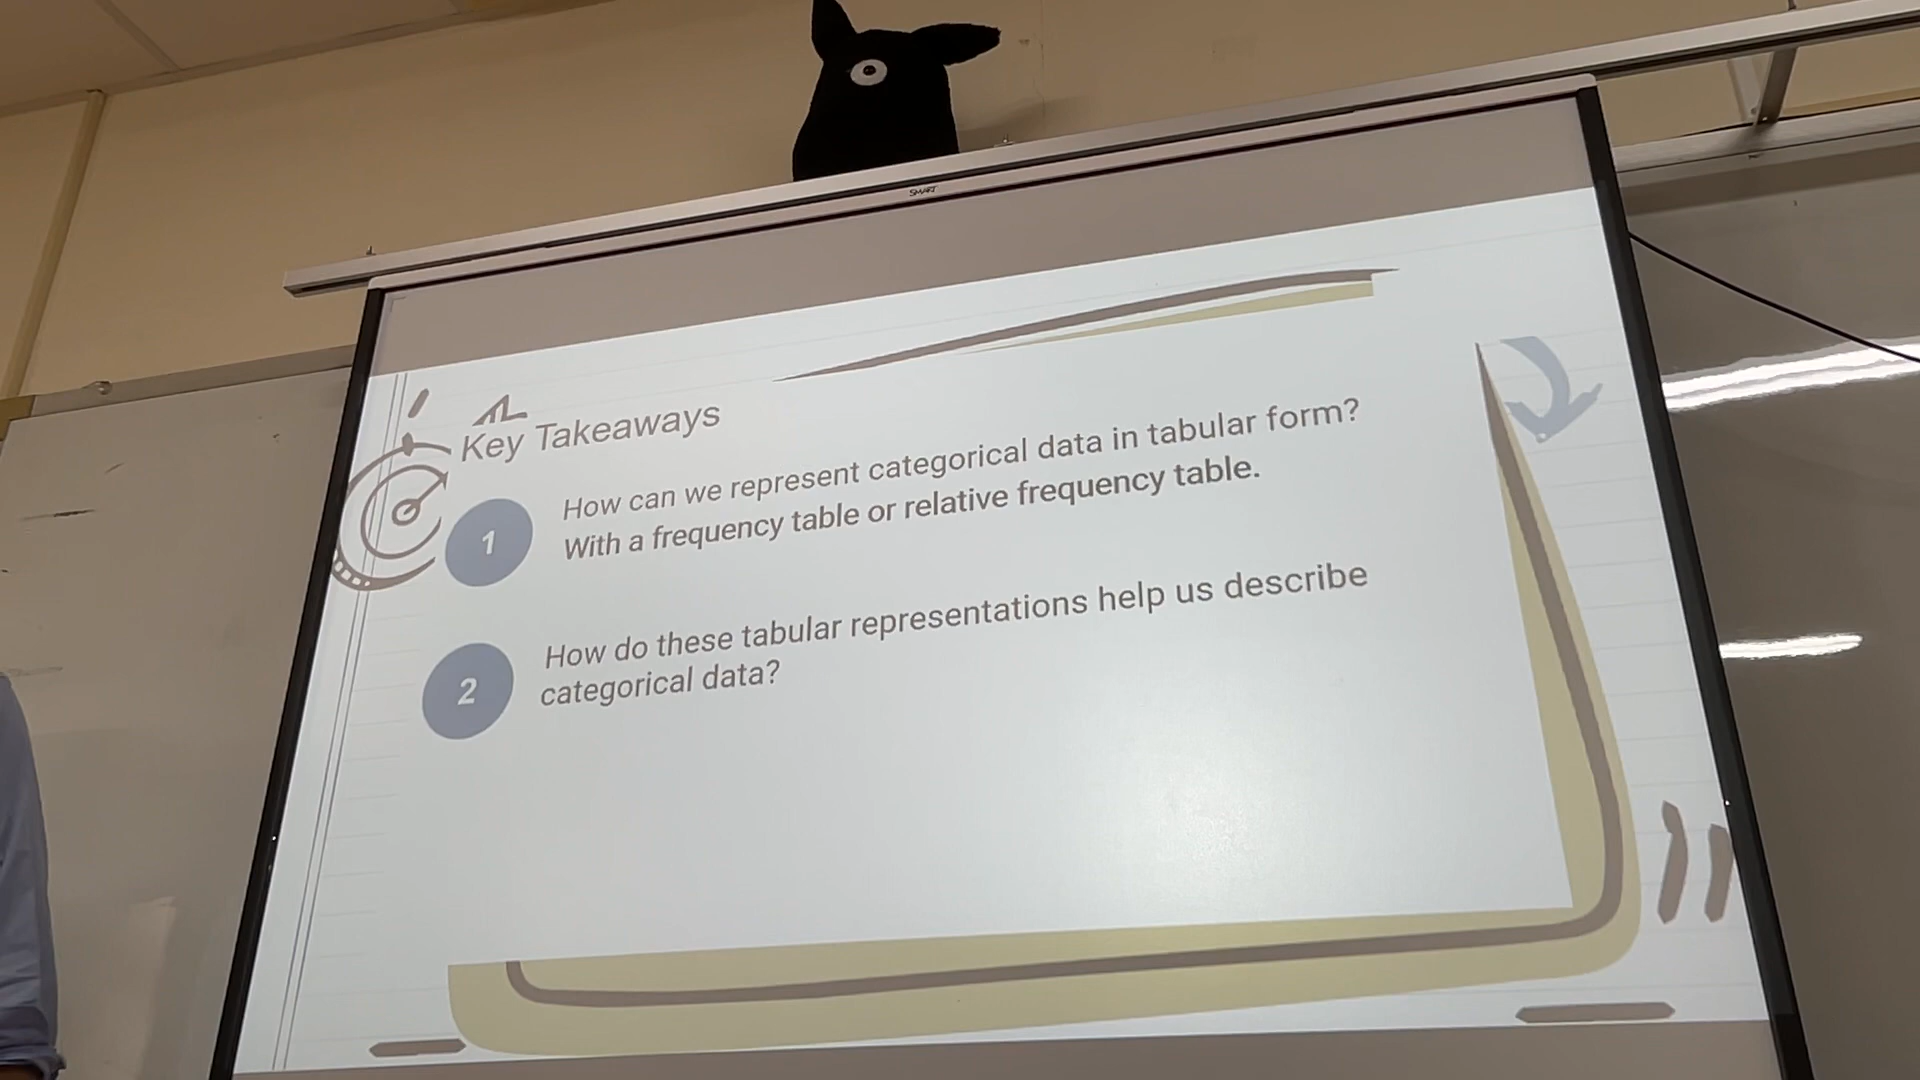 SMART
Key Takeaways
1
How can we represent categorical data in tabular form?
With a frequency table or relative frequency table.
2
How do these tabular representations help us describe
categorical data?